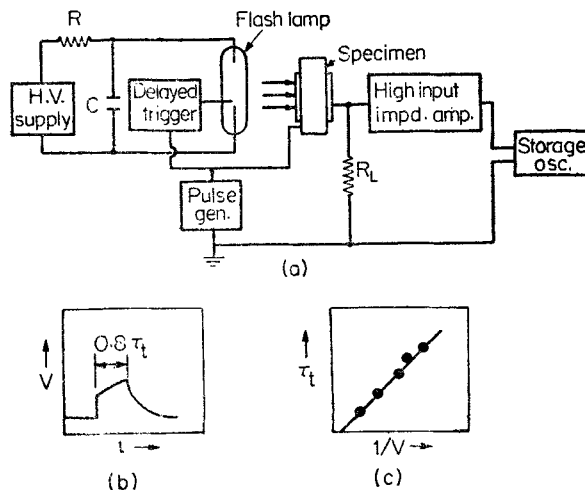 R
Flash lamp
Specimen
H.V.
supply
C
Delayed
trigger
High input
impd. amp.
Storage
osc.
R_L
Pulse
gen.
(a)
0.8 τ_t
V
t →
(b)
τ_t
1/V →
(c)